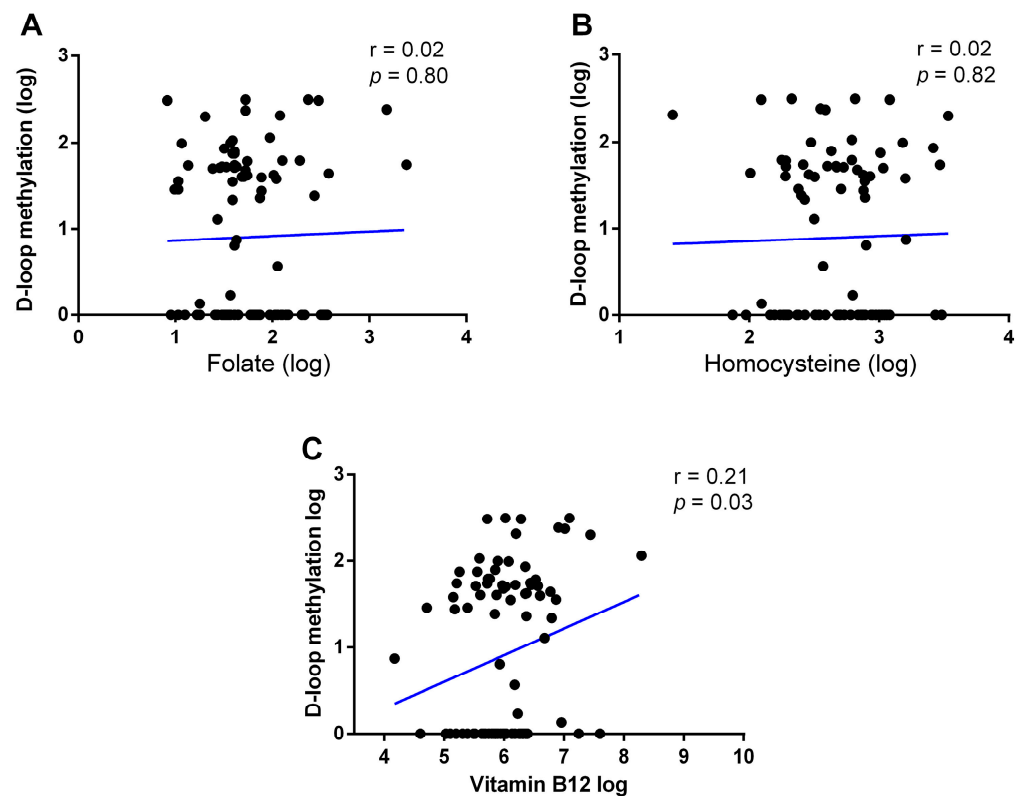 A
r = 0.02
p = 0.80
D-loop methylation (log)
3
2
1
0
0 1 2 3 4
Folate (log)
B
r = 0.02
p = 0.82
D-loop methylation (log)
3
2
1
0
1 2 3 4
Homocysteine (log)
C
r = 0.21
p = 0.03
D-loop methylation log
3
2
1
0
4 5 6 7 8 9 10
Vitamin B12 log